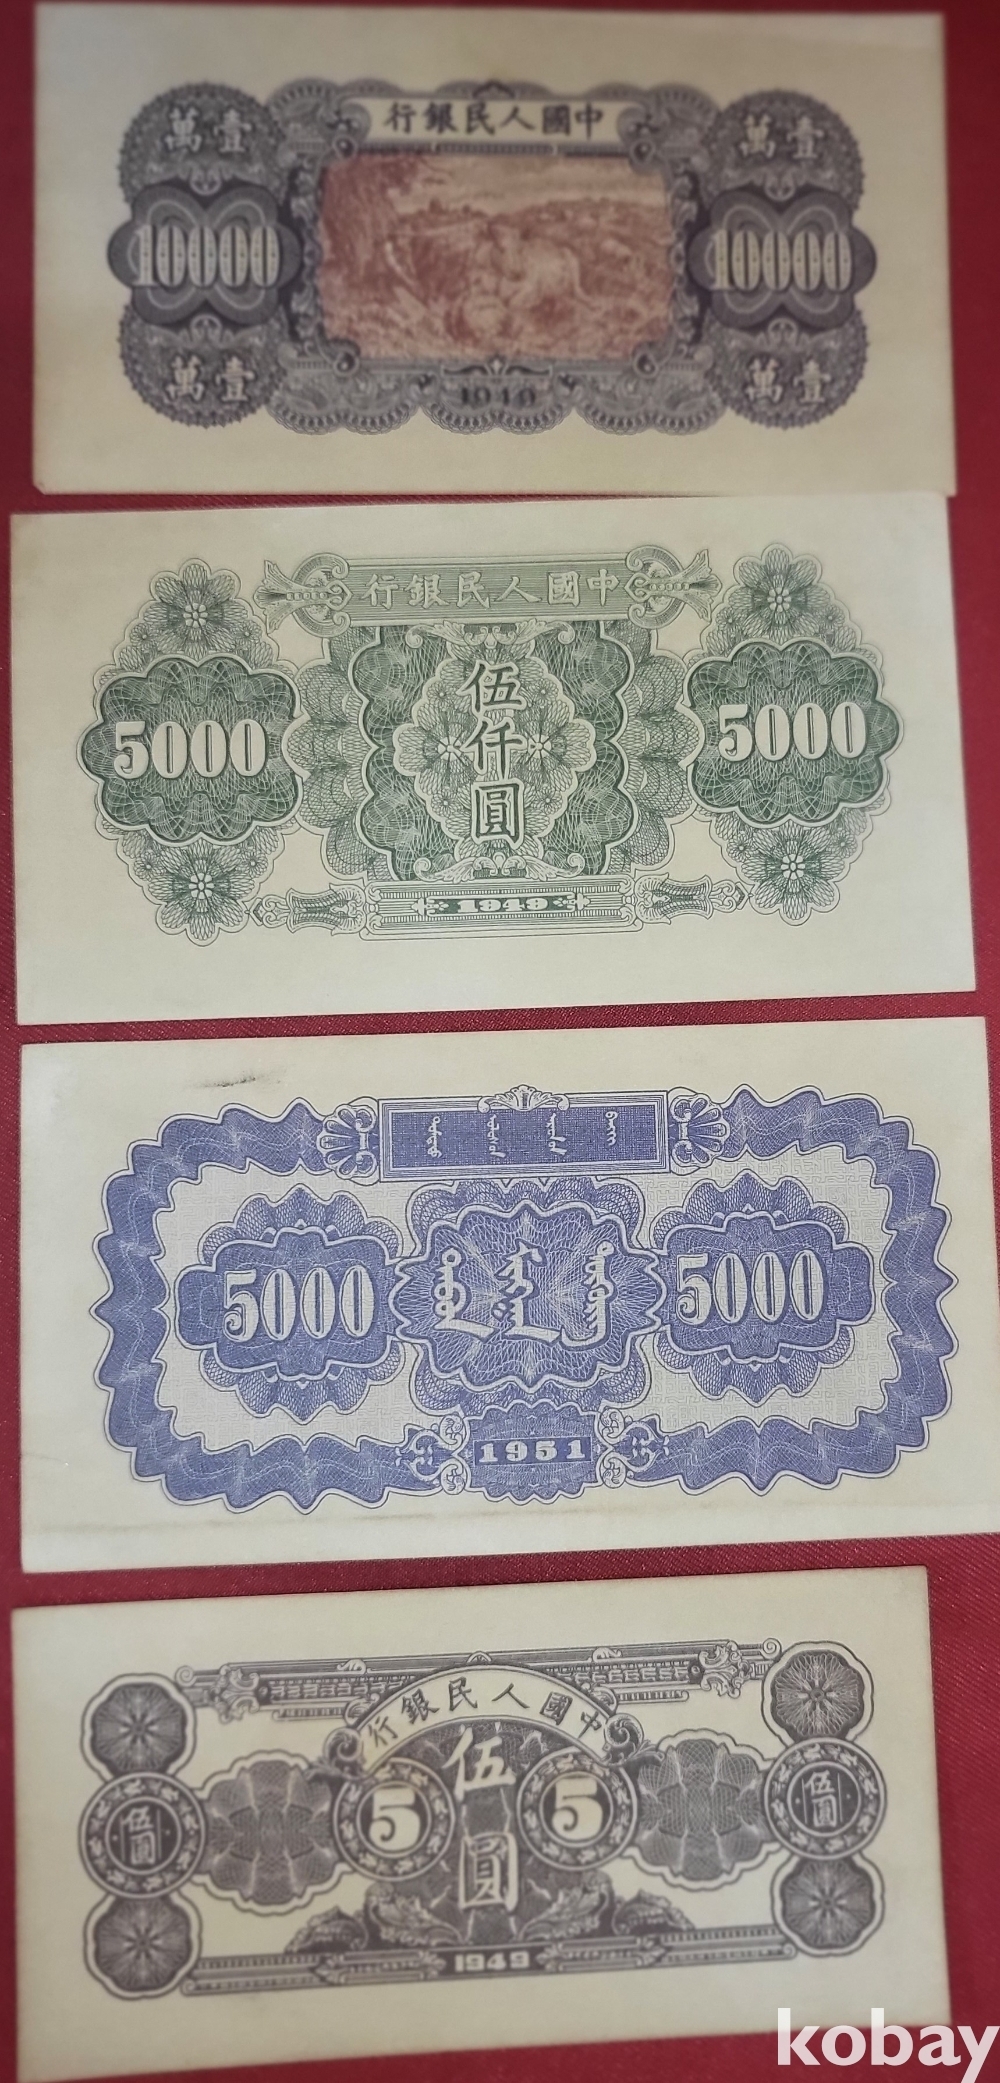 行銀民人國中
萬壹 萬壹
10000 10000
萬壹 萬壹
1949
行銀民人國中
伍仟圓
5000 5000
1949
5000 5000
1951
行銀民人國中
伍圓
5 5
伍圓 伍圓
1949
kobay